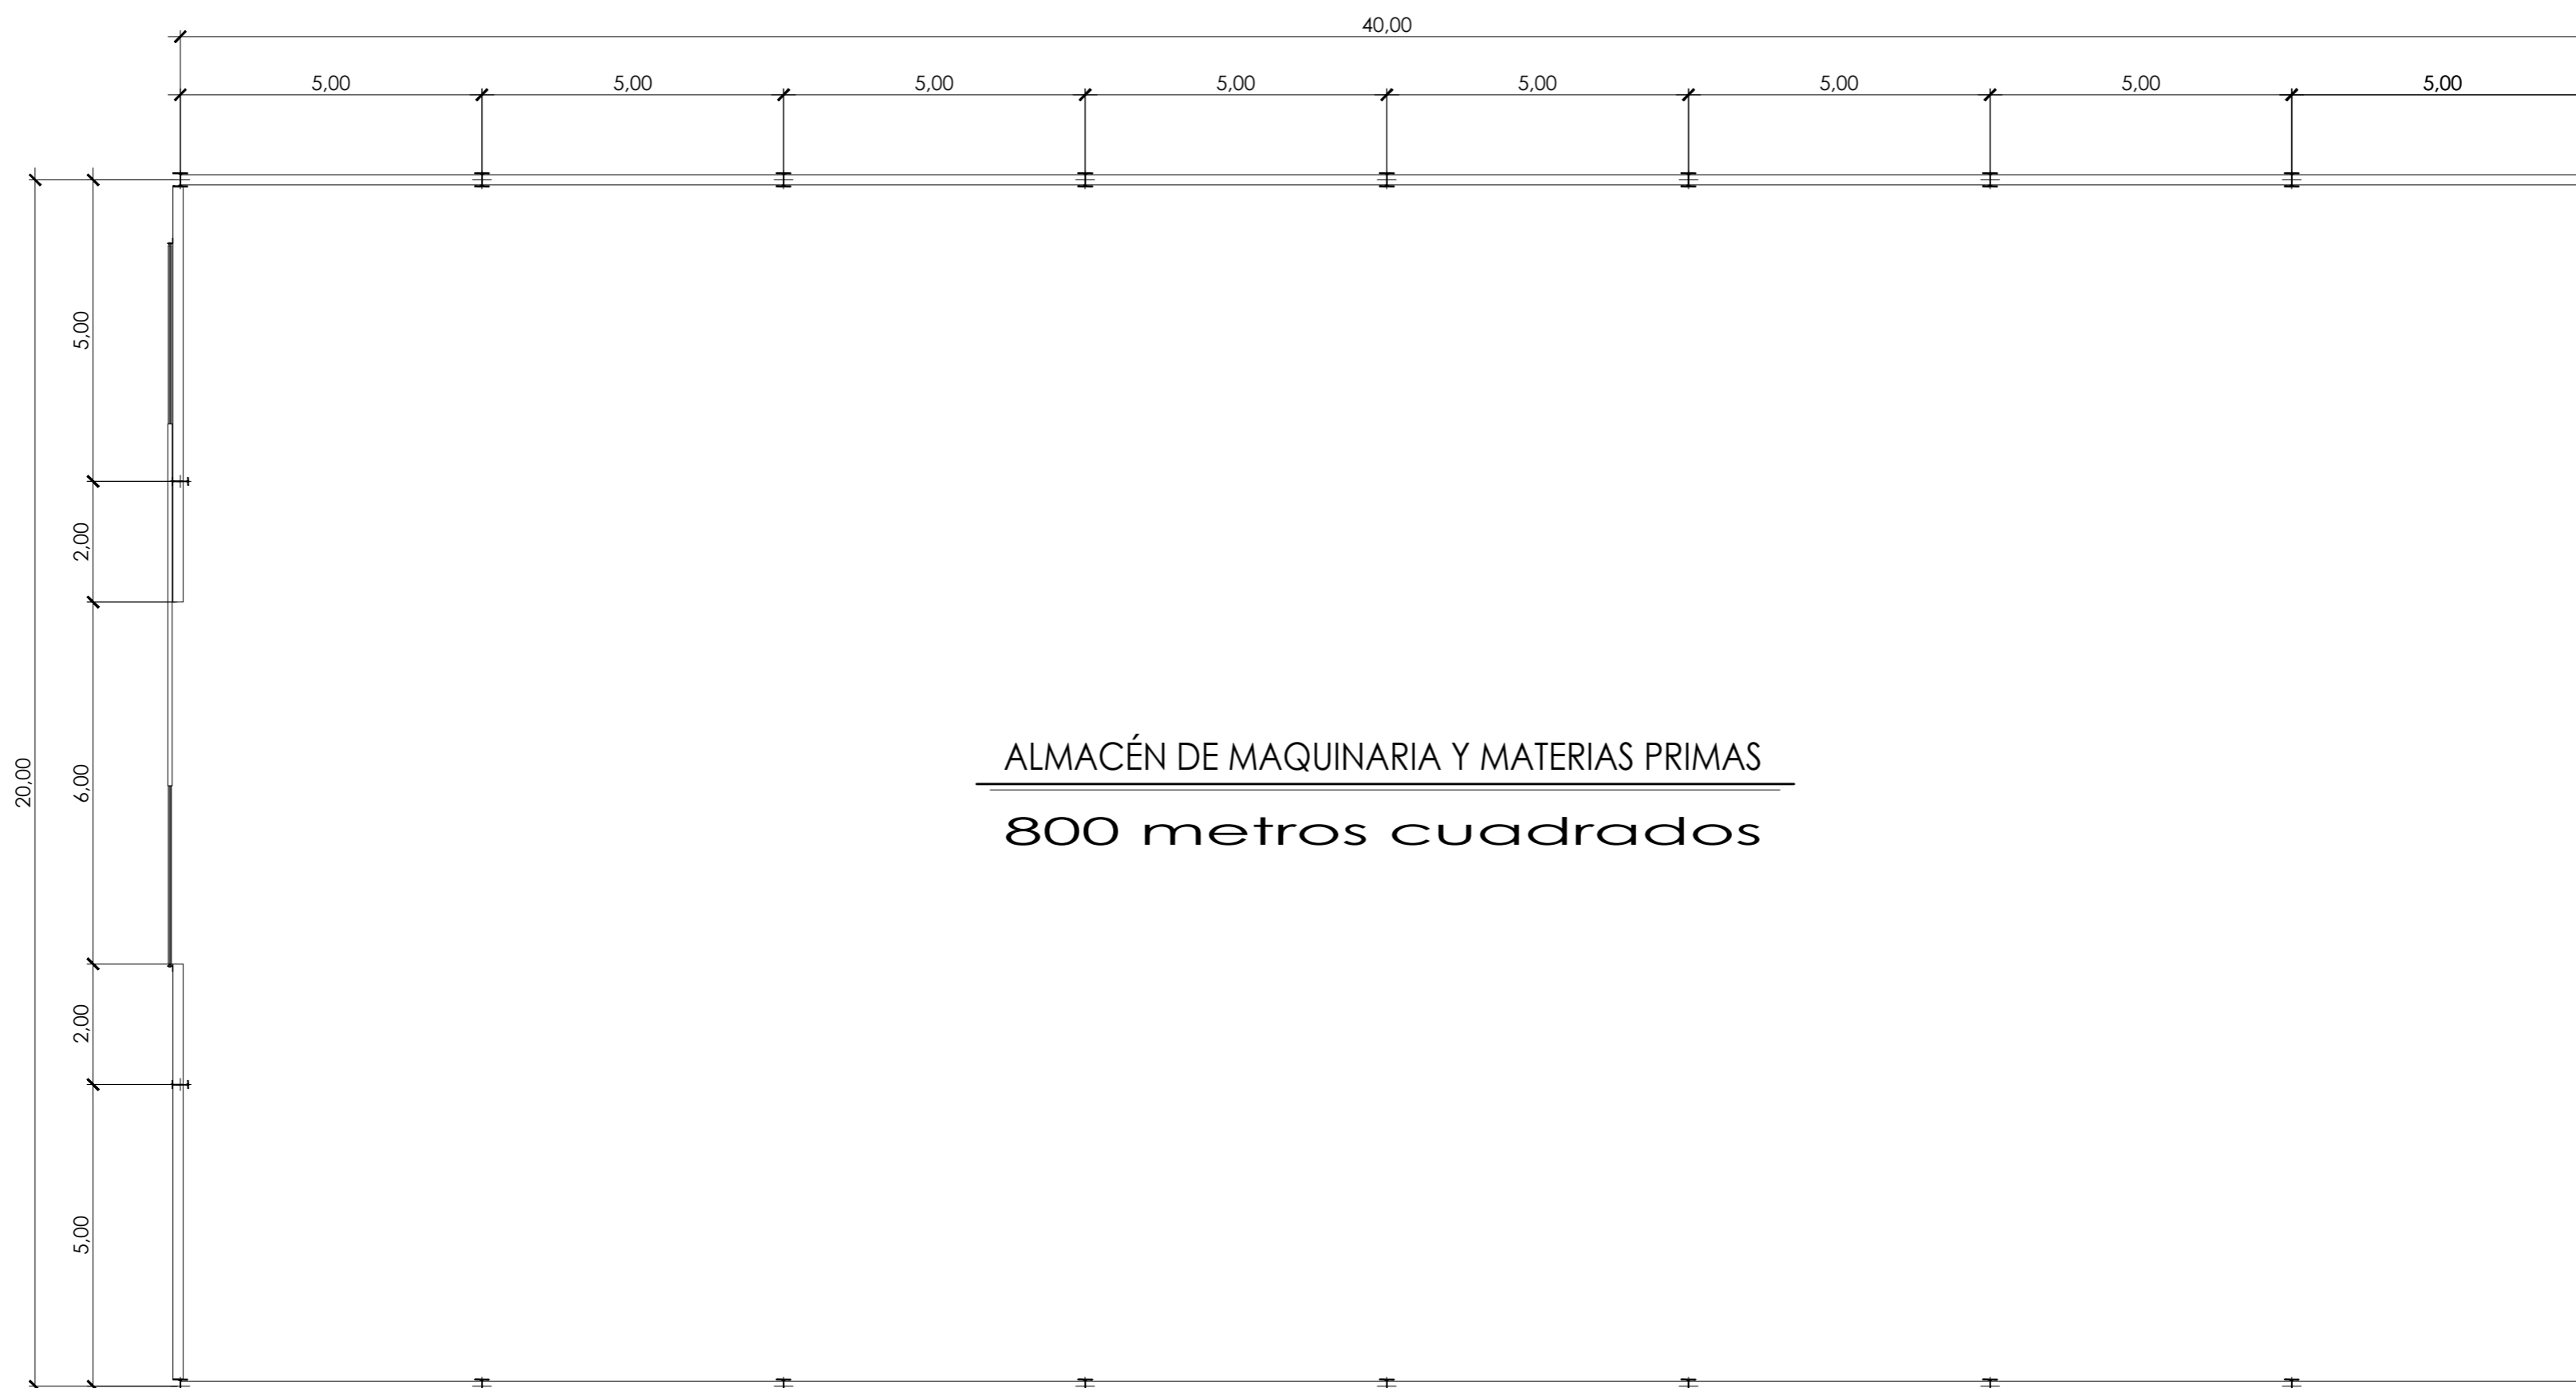 40,00
5,00 5,00 5,00 5,00 5,00 5,00 5,00 5,00
5,00
2,00
20,00
6,00
ALMACÉN DE MAQUINARIA Y MATERIAS PRIMAS
800 metros cuadrados
2,00
5,00